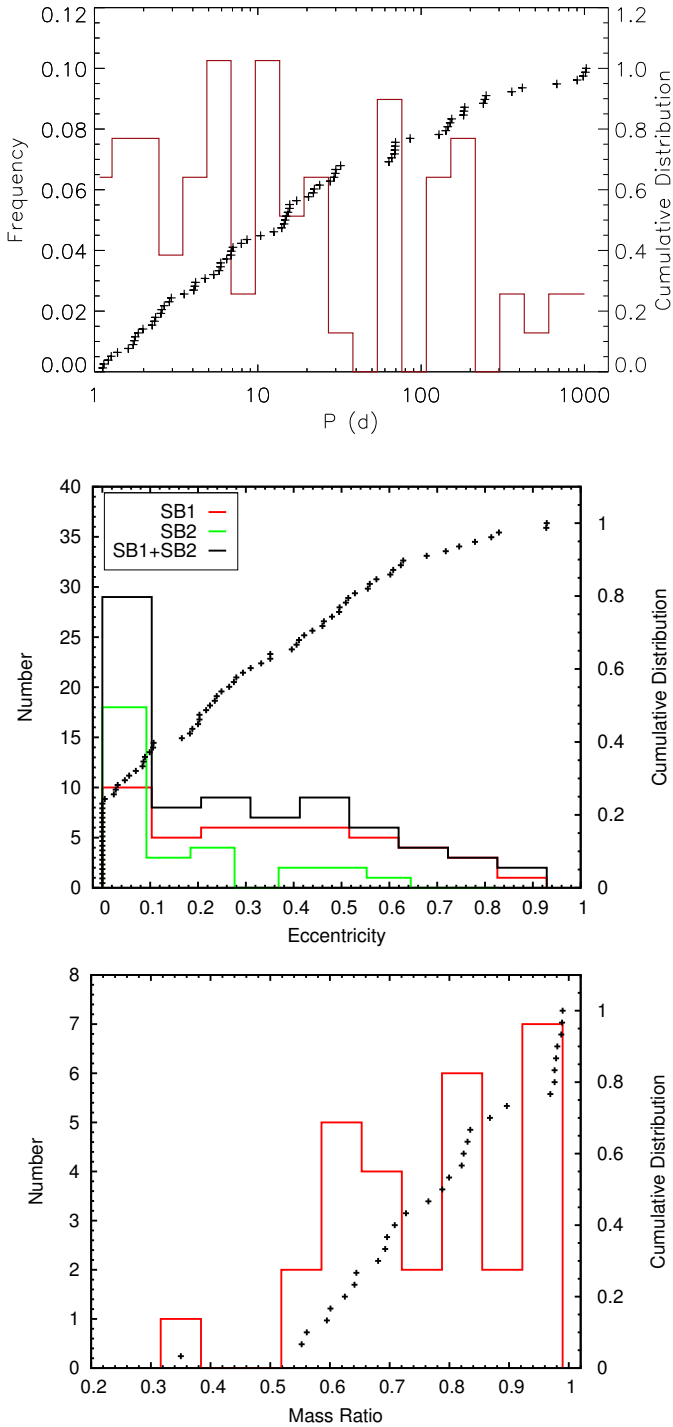 0.12
0.10
0.08
0.06
0.04
0.02
0.00
Frequency
1.2
1.0
0.8
0.6
0.4
0.2
0.0
Cumulative Distribution
1 10 100 1000
P (d)
40
35
30
25
20
15
10
5
0
Number
SB1
SB2
SB1+SB2
1
0.8
0.6
0.4
0.2
0
Cumulative Distribution
0 0.1 0.2 0.3 0.4 0.5 0.6 0.7 0.8 0.9 1
Eccentricity
8
7
6
5
4
3
2
1
0
Number
1
0.8
0.6
0.4
0.2
0
Cumulative Distribution
0.2 0.3 0.4 0.5 0.6 0.7 0.8 0.9 1
Mass Ratio